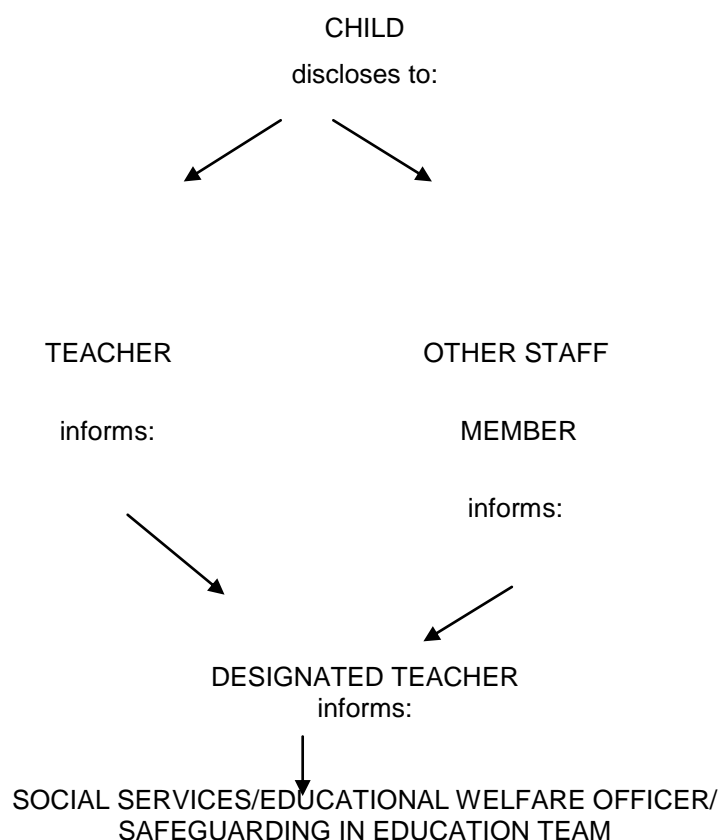 CHILD
discloses to:
TEACHER
OTHER STAFF
informs:
MEMBER
informs:
DESIGNATED TEACHER
informs:
SOCIAL SERVICES/EDUCATIONAL WELFARE OFFICER/
SAFEGUARDING IN EDUCATION TEAM